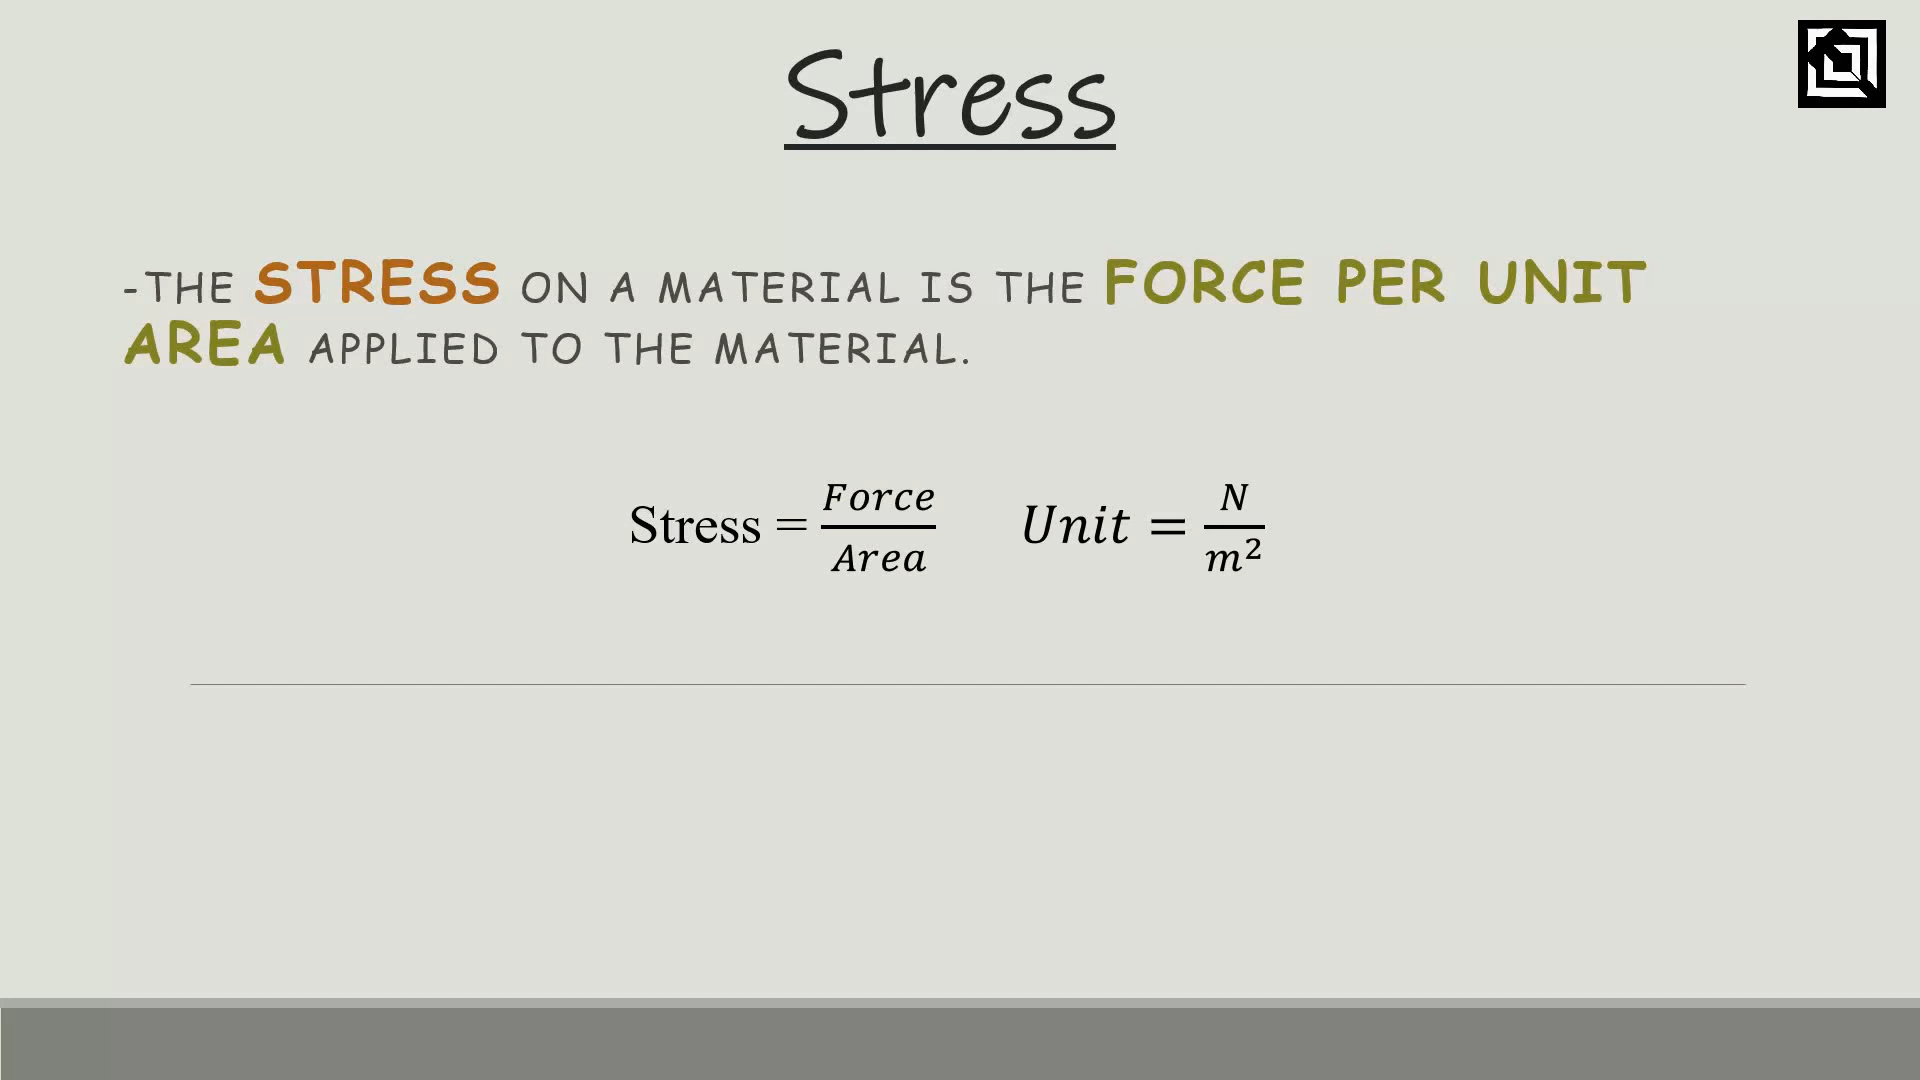 Stress
-THE STRESS ON A MATERIAL IS THE FORCE PER UNIT
AREA APPLIED TO THE MATERIAL.
Stress = Force/Area Unit = N/m²